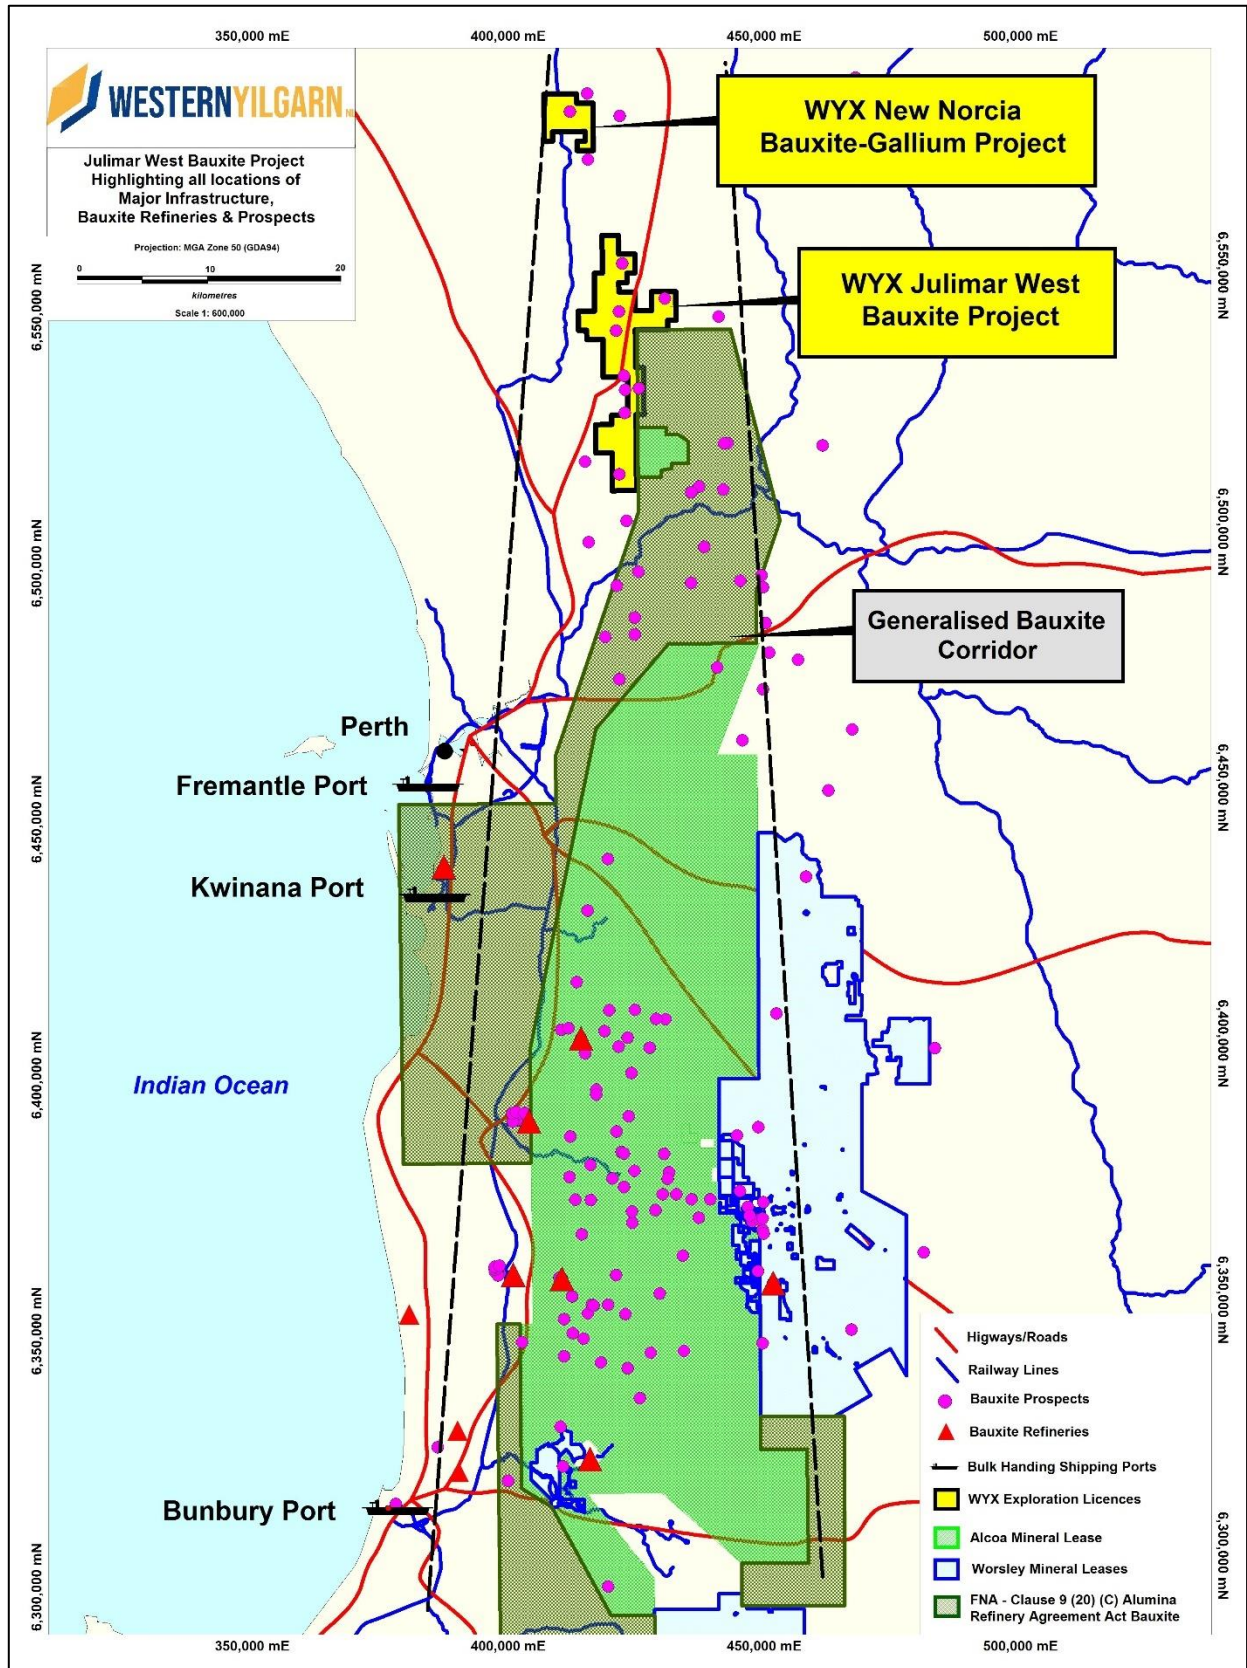 350,000 mE 400,000 mE 450,000 mE 500,000 mE
WESTERNYILGARN
Julimar West Bauxite Project
Highlighting all locations of
Major Infrastructure,
Bauxite Refineries & Prospects
Projection: MGA Zone 50 (GDA94)
0 10 20
kilometres
Scale 1: 600,000
WYX New Norcia
Bauxite-Gallium Project
WYX Julimar West
Bauxite Project
Generalised Bauxite
Corridor
Perth
Fremantle Port
Kwinana Port
Indian Ocean
Bunbury Port
6,550,000 mN
6,500,000 mN
6,450,000 mN
6,400,000 mN
6,350,000 mN
6,300,000 mN
6,550,000 mN
6,500,000 mN
6,450,000 mN
6,400,000 mN
6,350,000 mN
6,300,000 mN
Higways/Roads
Railway Lines
Bauxite Prospects
Bauxite Refineries
Bulk Handing Shipping Ports
WYX Exploration Licences
Alcoa Mineral Lease
Worsley Mineral Leases
FNA - Clause 9 (20) (C) Alumina
Refinery Agreement Act Bauxite
350,000 mE 400,000 mE 450,000 mE 500,000 mE